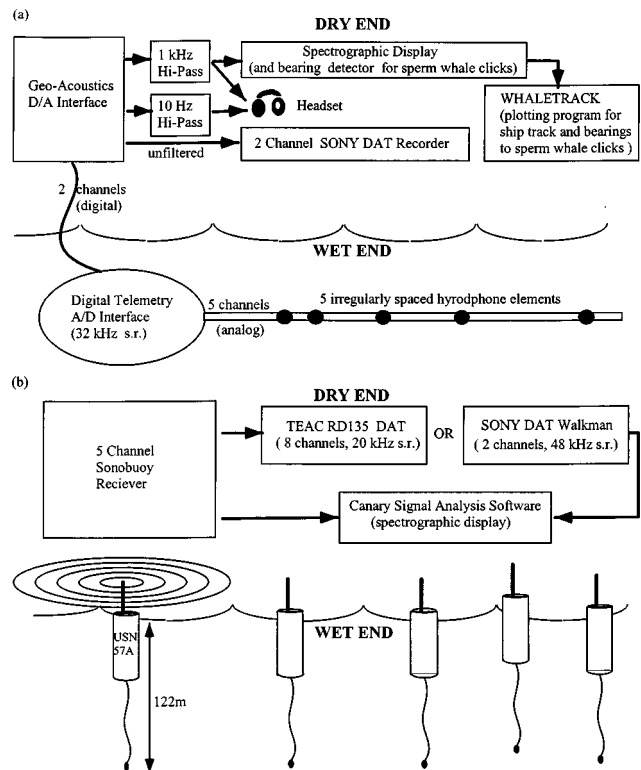 (a)
DRY END
Geo-Acoustics
D/A Interface
1 kHz
Hi-Pass
Spectrographic Display
(and bearing detector for sperm whale clicks)
10 Hz
Hi-Pass
Headset
WHALETRACK
(plotting program for
ship track and bearings
to sperm whale clicks )
unfiltered
2 Channel SONY DAT Recorder
2 channels
(digital)
WET END
Digital Telemetry
A/D Interface
(32 kHz s.r.)
5 channels
(analog)
5 irregularly spaced hyrodphone elements
(b)
DRY END
5 Channel
Sonobuoy
Reciever
TEAC RD135 DAT
( 8 channels, 20 kHz s.r.)
OR
SONY DAT Walkman
( 2 channels, 48 kHz s.r.)
Canary Signal Analysis Software
(spectrographic display)
WET END
USN
57A
122m